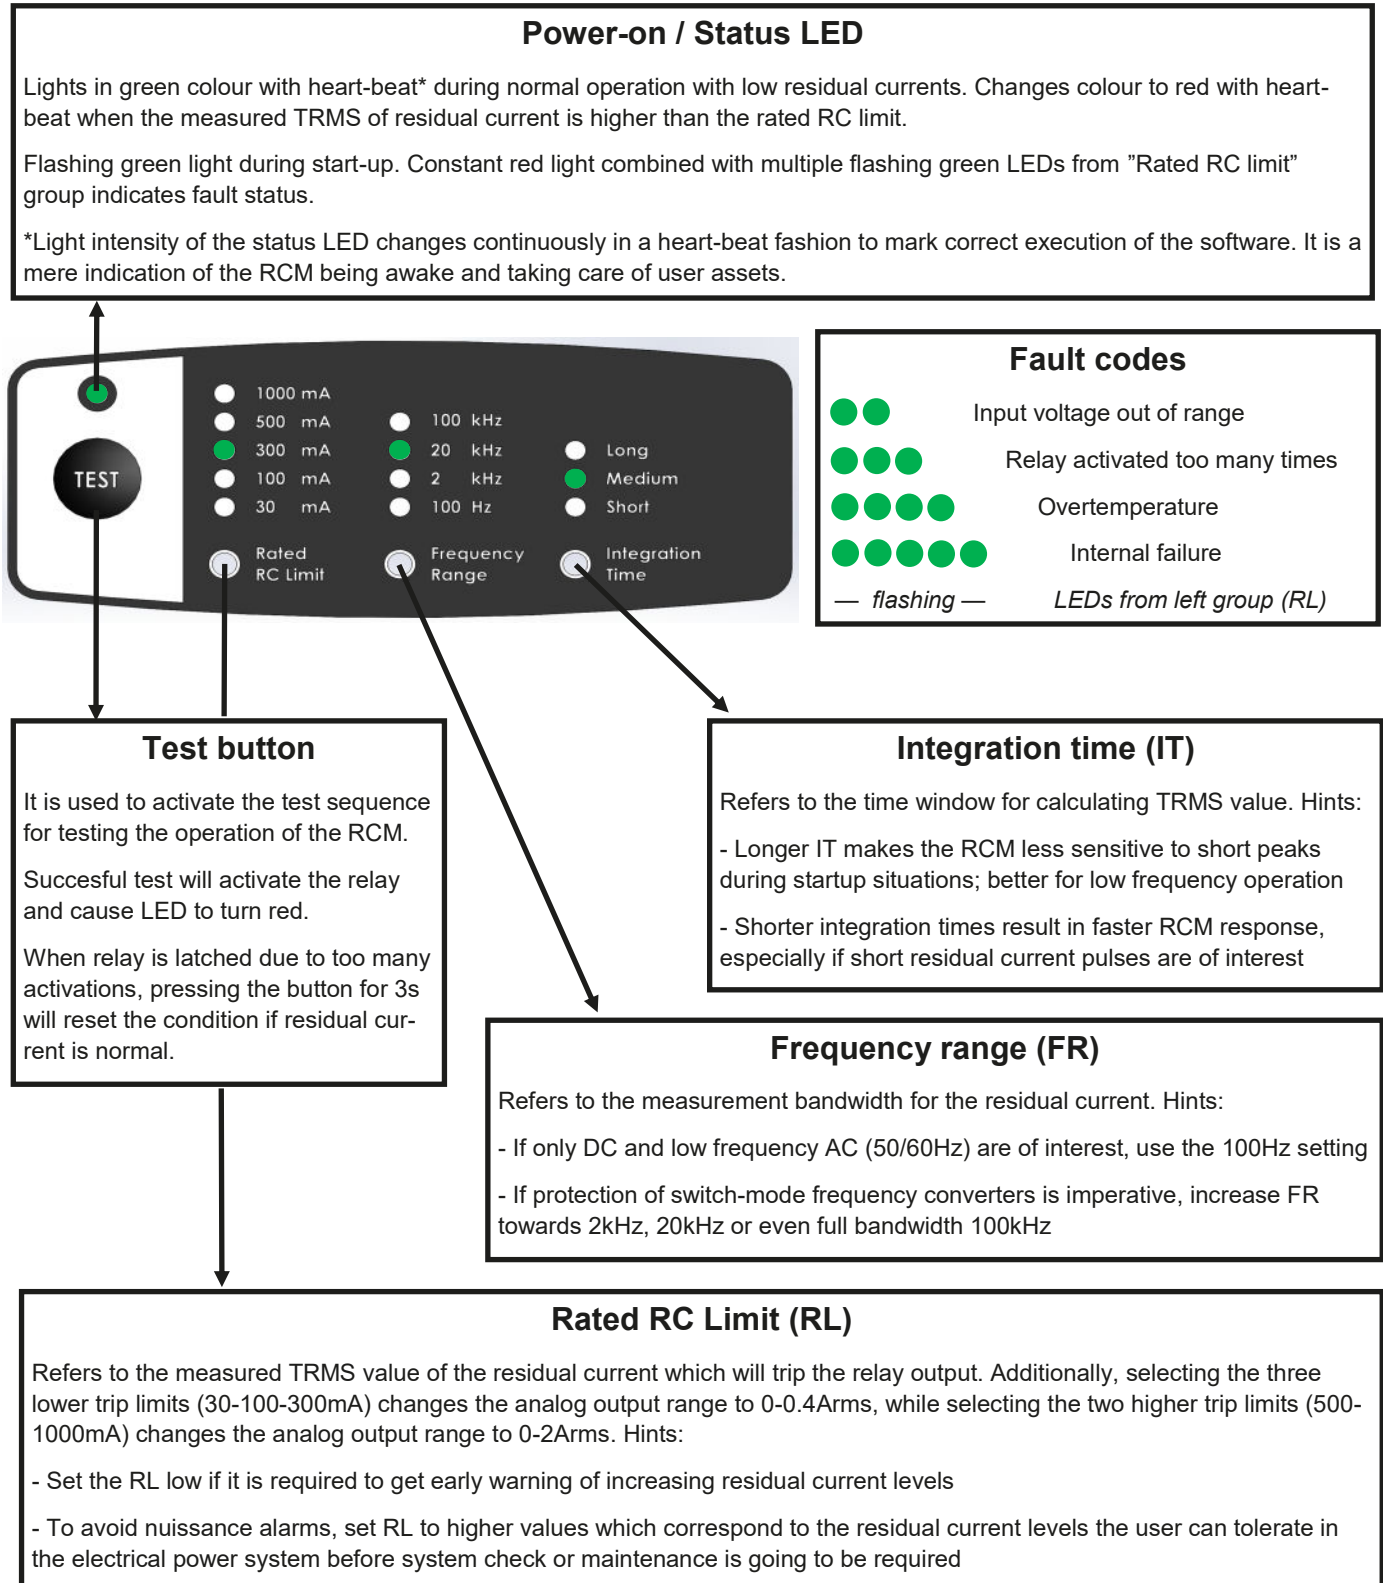 Power-on / Status LED
Lights in green colour with heart-beat* during normal operation with low residual currents. Changes colour to red with heart-
beat when the measured TRMS of residual current is higher than the rated RC limit.
Flashing green light during start-up. Constant red light combined with multiple flashing green LEDs from ”Rated RC limit”
group indicates fault status.
*Light intensity of the status LED changes continuously in a heart-beat fashion to mark correct execution of the software. It is a
mere indication of the RCM being awake and taking care of user assets.
TEST
1000 mA
500 mA
300 mA
100 mA
30 mA
Rated
RC Limit
100 kHz
20 kHz
2 kHz
100 Hz
Frequency
Range
Long
Medium
Short
Integration
Time
Fault codes
Input voltage out of range
Relay activated too many times
Overtemperature
Internal failure
— flashing — LEDs from left group (RL)
Test button
It is used to activate the test sequence
for testing the operation of the RCM.
Succesful test will activate the relay
and cause LED to turn red.
When relay is latched due to too many
activations, pressing the button for 3s
will reset the condition if residual cur-
rent is normal.
Integration time (IT)
Refers to the time window for calculating TRMS value. Hints:
- Longer IT makes the RCM less sensitive to short peaks
during startup situations; better for low frequency operation
- Shorter integration times result in faster RCM response,
especially if short residual current pulses are of interest
Frequency range (FR)
Refers to the measurement bandwidth for the residual current. Hints:
- If only DC and low frequency AC (50/60Hz) are of interest, use the 100Hz setting
- If protection of switch-mode frequency converters is imperative, increase FR
towards 2kHz, 20kHz or even full bandwidth 100kHz
Rated RC Limit (RL)
Refers to the measured TRMS value of the residual current which will trip the relay output. Additionally, selecting the three
lower trip limits (30-100-300mA) changes the analog output range to 0-0.4Arms, while selecting the two higher trip limits (500-
1000mA) changes the analog output range to 0-2Arms. Hints:
- Set the RL low if it is required to get early warning of increasing residual current levels
- To avoid nuissance alarms, set RL to higher values which correspond to the residual current levels the user can tolerate in
the electrical power system before system check or maintenance is going to be required